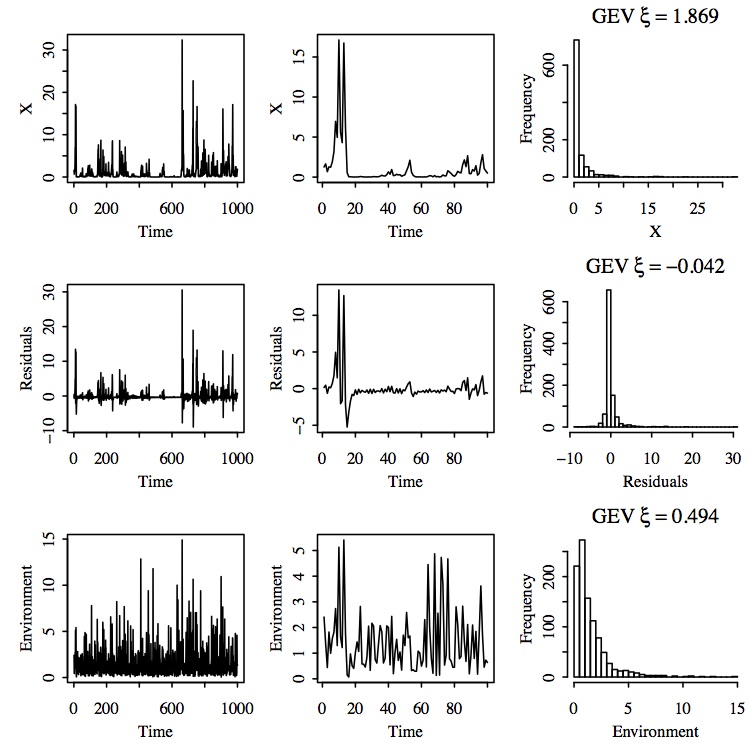 GEV ξ = 1.869
X
0 10 20 30
0 200 600 1000
Time
X
0 5 10 15
0 20 40 60 80
Time
Frequency
0 200 600
0 5 15 25
X
GEV ξ = −0.042
Residuals
−10 0 10 20 30
0 200 600 1000
Time
Residuals
−5 0 5 10
0 20 40 60 80
Time
Frequency
0 200 400 600
−10 0 10 20 30
Residuals
GEV ξ = 0.494
Environment
0 5 10 15
0 200 600 1000
Time
Environment
0 1 2 3 4 5
0 20 40 60 80
Time
Frequency
0 100 200
0 5 10 15
Environment